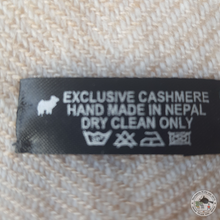 EXCLUSIVE CASHMERE
HAND MADE IN NEPAL
DRY CLEAN ONLY